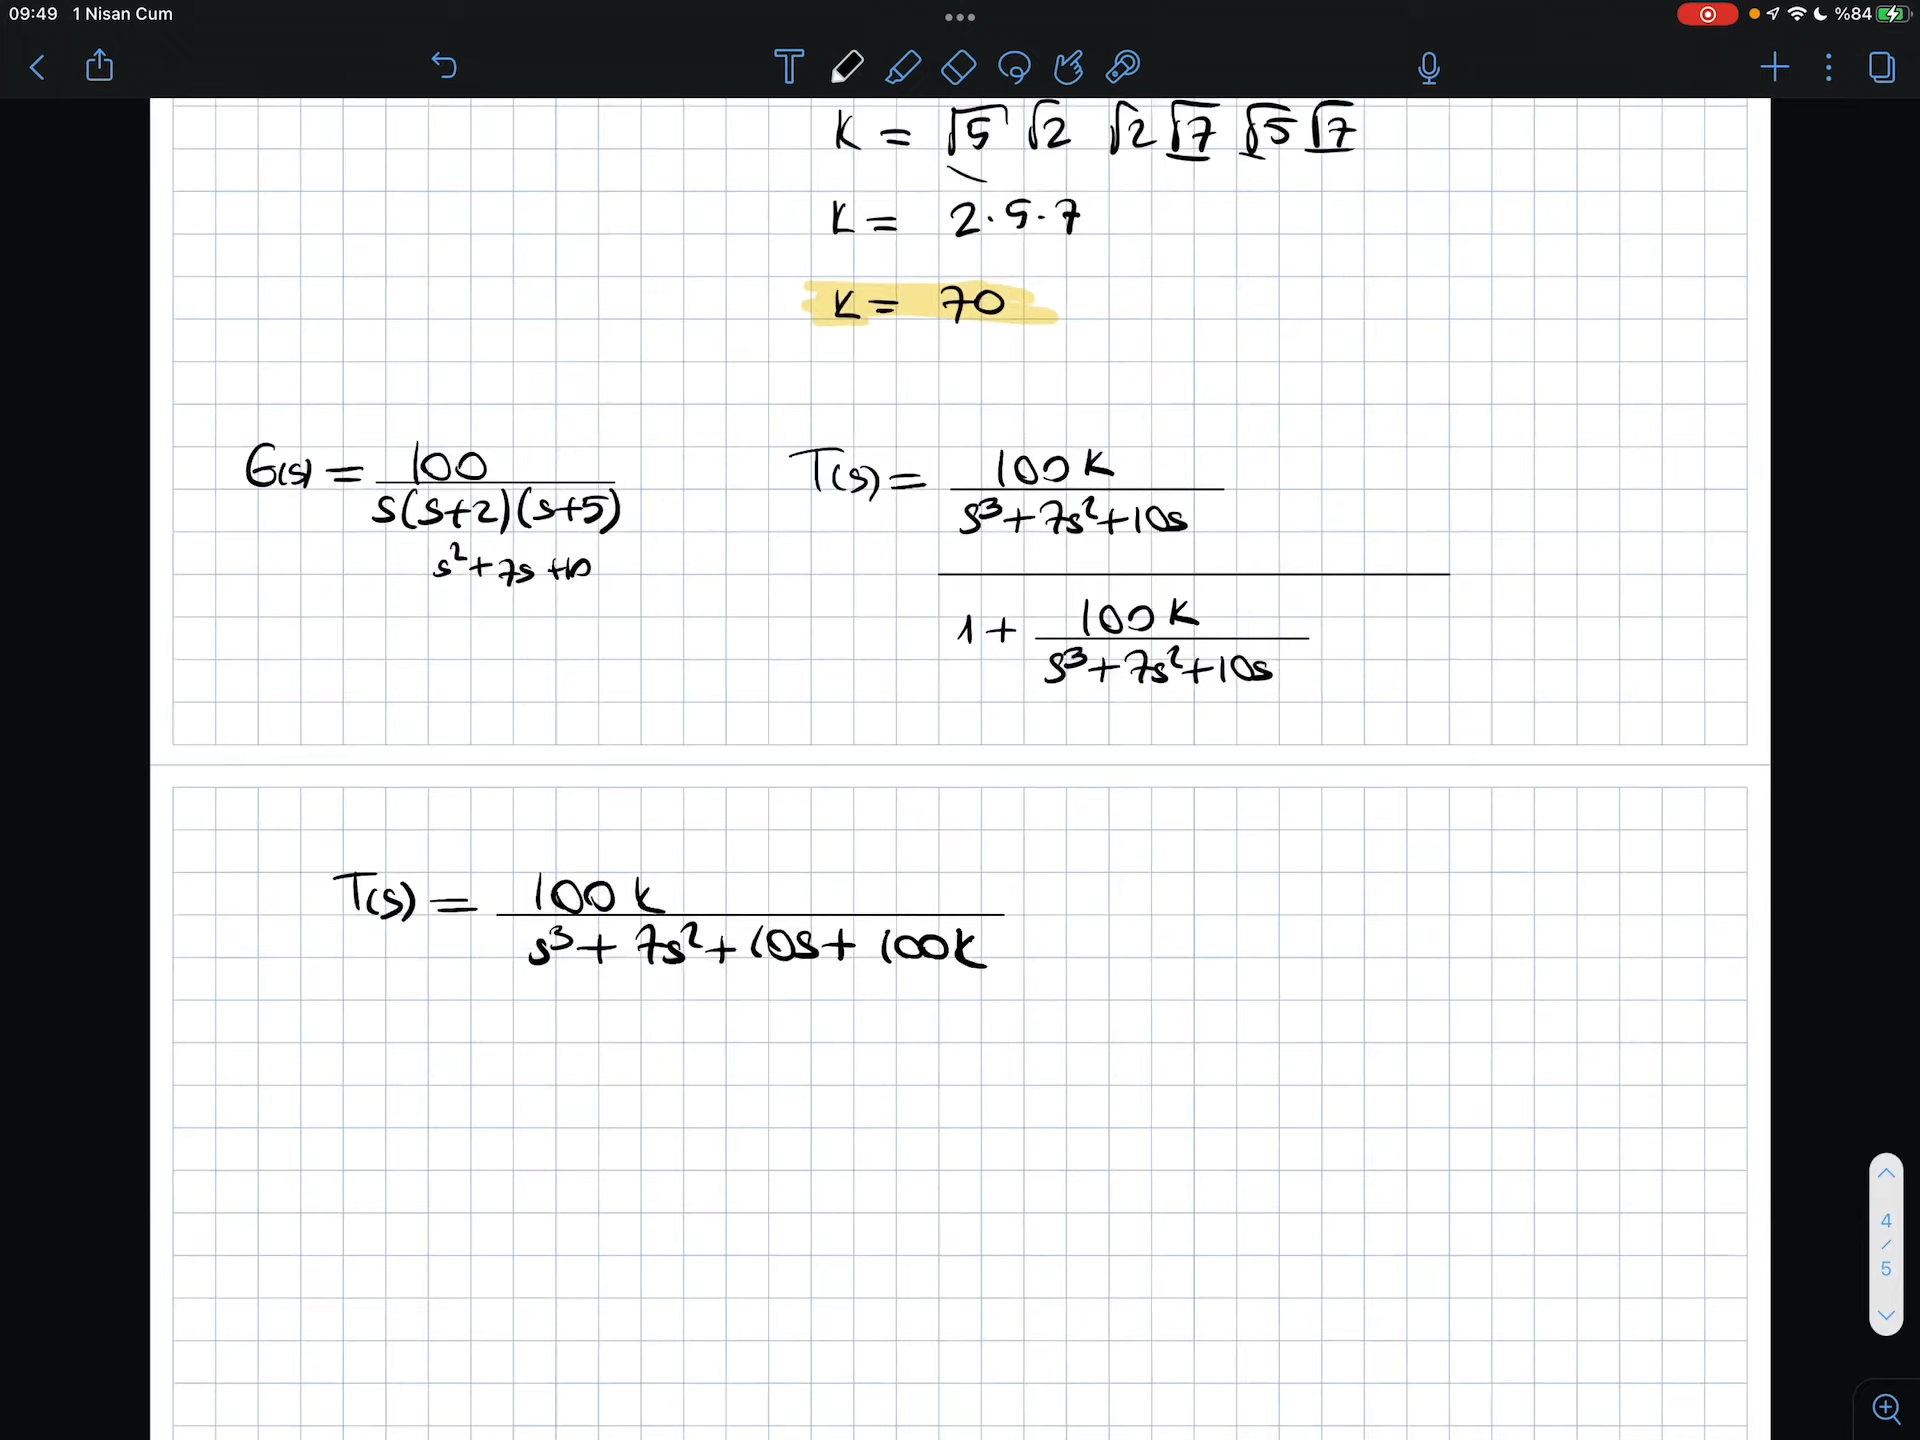 09:49 1 Nisan Cum
%84
K = √5 √2 √2 √7 √5 √7
K = 2·5·7
K = 70
G(s) = 100 / s(s+2)(s+5)
s²+7s+10
T(s) = 100K / s³+7s²+10s
1 + 100K / s³+7s²+10s
T(s) = 100K / s³+7s²+10s+100K
4
/
5